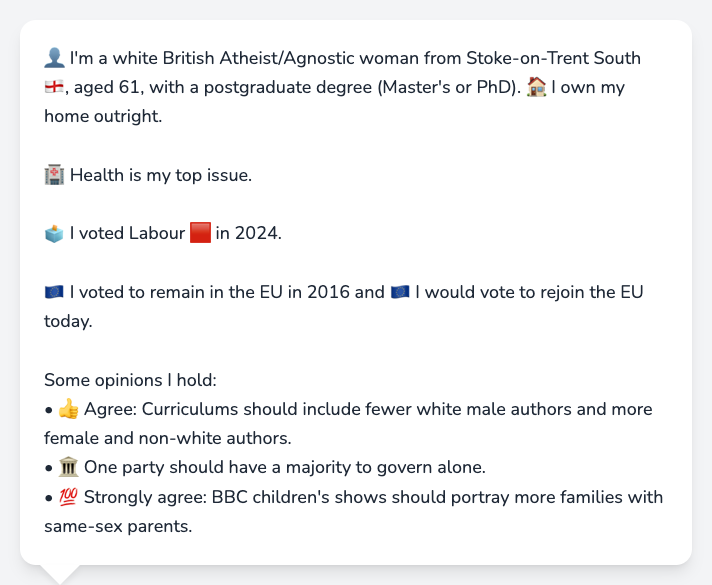 👤 I'm a white British Atheist/Agnostic woman from Stoke-on-Trent South
🏴󠁧󠁢󠁥󠁮󠁧󠁿, aged 61, with a postgraduate degree (Master's or PhD). 🏠 I own my
home outright.
🏥 Health is my top issue.
🗳️ I voted Labour 🟥 in 2024.
🇪🇺 I voted to remain in the EU in 2016 and 🇪🇺 I would vote to rejoin the EU
today.
Some opinions I hold:
• 👍 Agree: Curriculums should include fewer white male authors and more
female and non-white authors.
• 🏛️ One party should have a majority to govern alone.
• 💯 Strongly agree: BBC children's shows should portray more families with
same-sex parents.